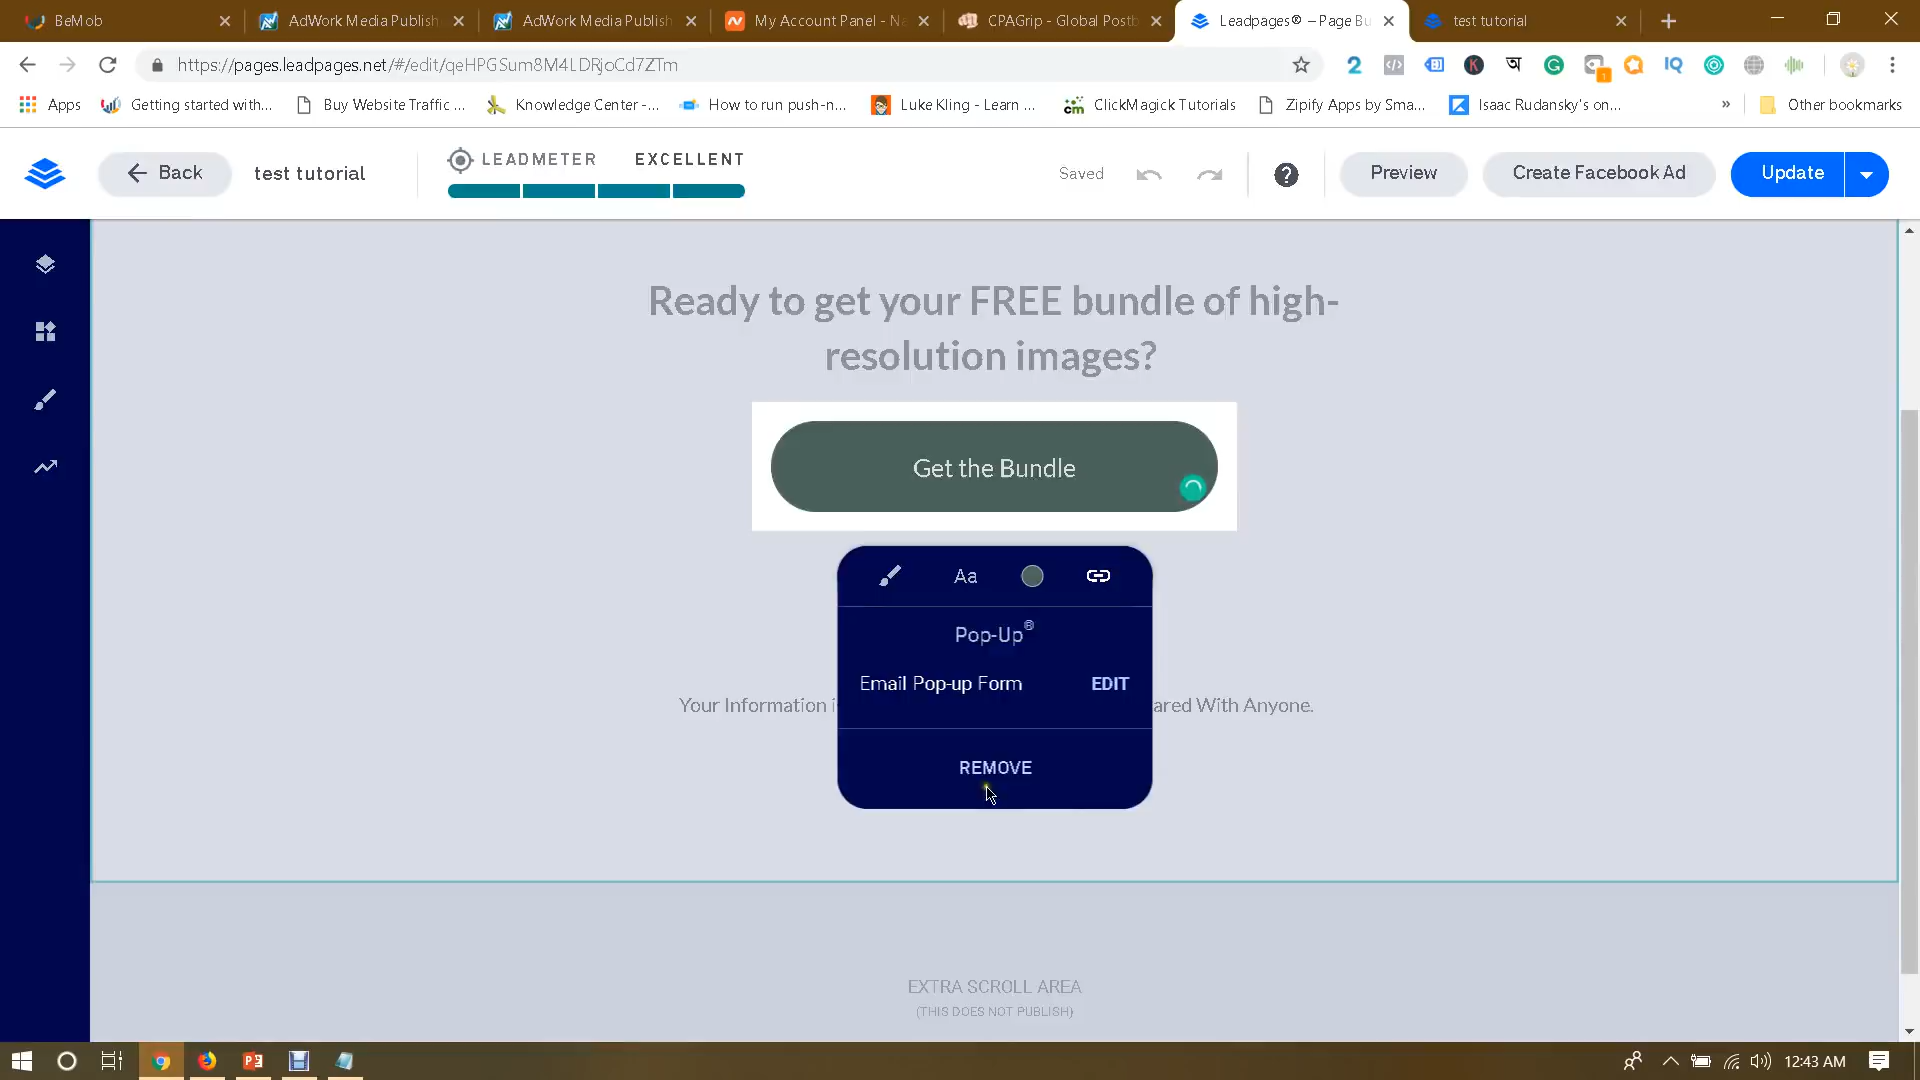 BeMob
AdWork Media Publish
AdWork Media Publish
My Account Panel - Na
CPAGrip - Global Postb
Leadpages® – Page Bu
test tutorial
https://pages.leadpages.net/#/edit/qeHPGSum8M4LDRjoCd7ZTm
Apps
Getting started with...
Buy Website Traffic ...
Knowledge Center -...
How to run push-n...
Luke Kling - Learn ...
ClickMagick Tutorials
Zipify Apps by Sma...
Isaac Rudansky's on...
»
Other bookmarks
Back
test tutorial
LEADMETER EXCELLENT
Saved
Preview
Create Facebook Ad
Update
Ready to get your FREE bundle of high-
resolution images?
Get the Bundle
Aa
Pop-Up®
Email Pop-up Form EDIT
Your Information i
ared With Anyone.
REMOVE
EXTRA SCROLL AREA
(THIS DOES NOT PUBLISH)
12:43 AM